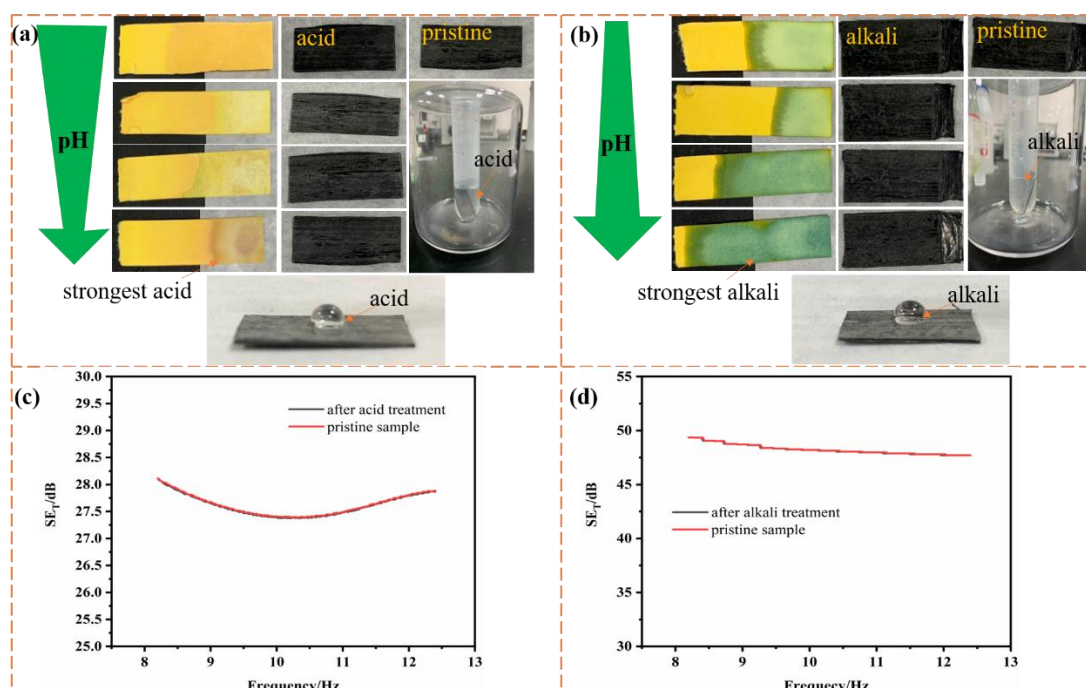 (a)
acid
pristine
pH
acid
strongest acid
acid
(b)
alkali
pristine
pH
alkali
strongest alkali
alkali
(c)
30.0
29.5
29.0
28.5
28.0
27.5
27.0
26.5
26.0
25.5
25.0
SET/dB
after acid treatment
pristine sample
8 9 10 11 12 13
Frequency/Hz
(d)
55
50
45
40
35
30
SET/dB
after alkali treatment
pristine sample
8 9 10 11 12 13
Frequency/Hz